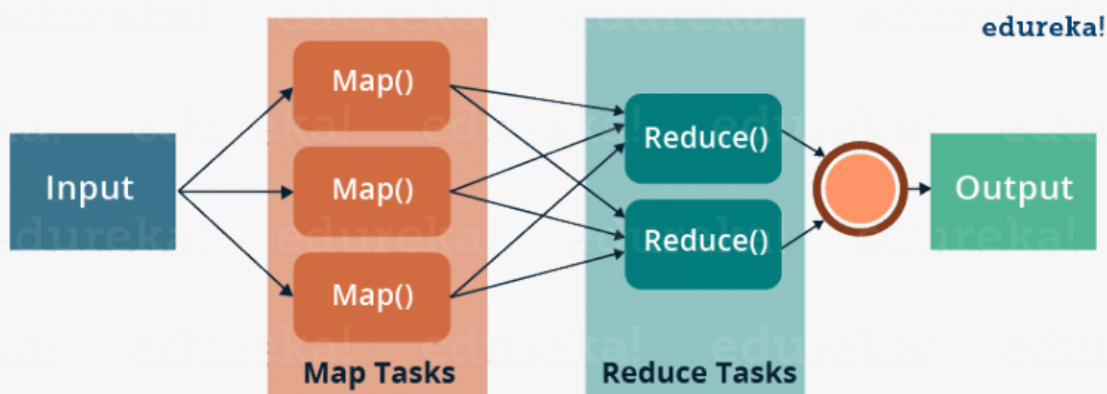 edureka!
Input
Map()
Map()
Map()
Map Tasks
Reduce()
Reduce()
Reduce Tasks
Output